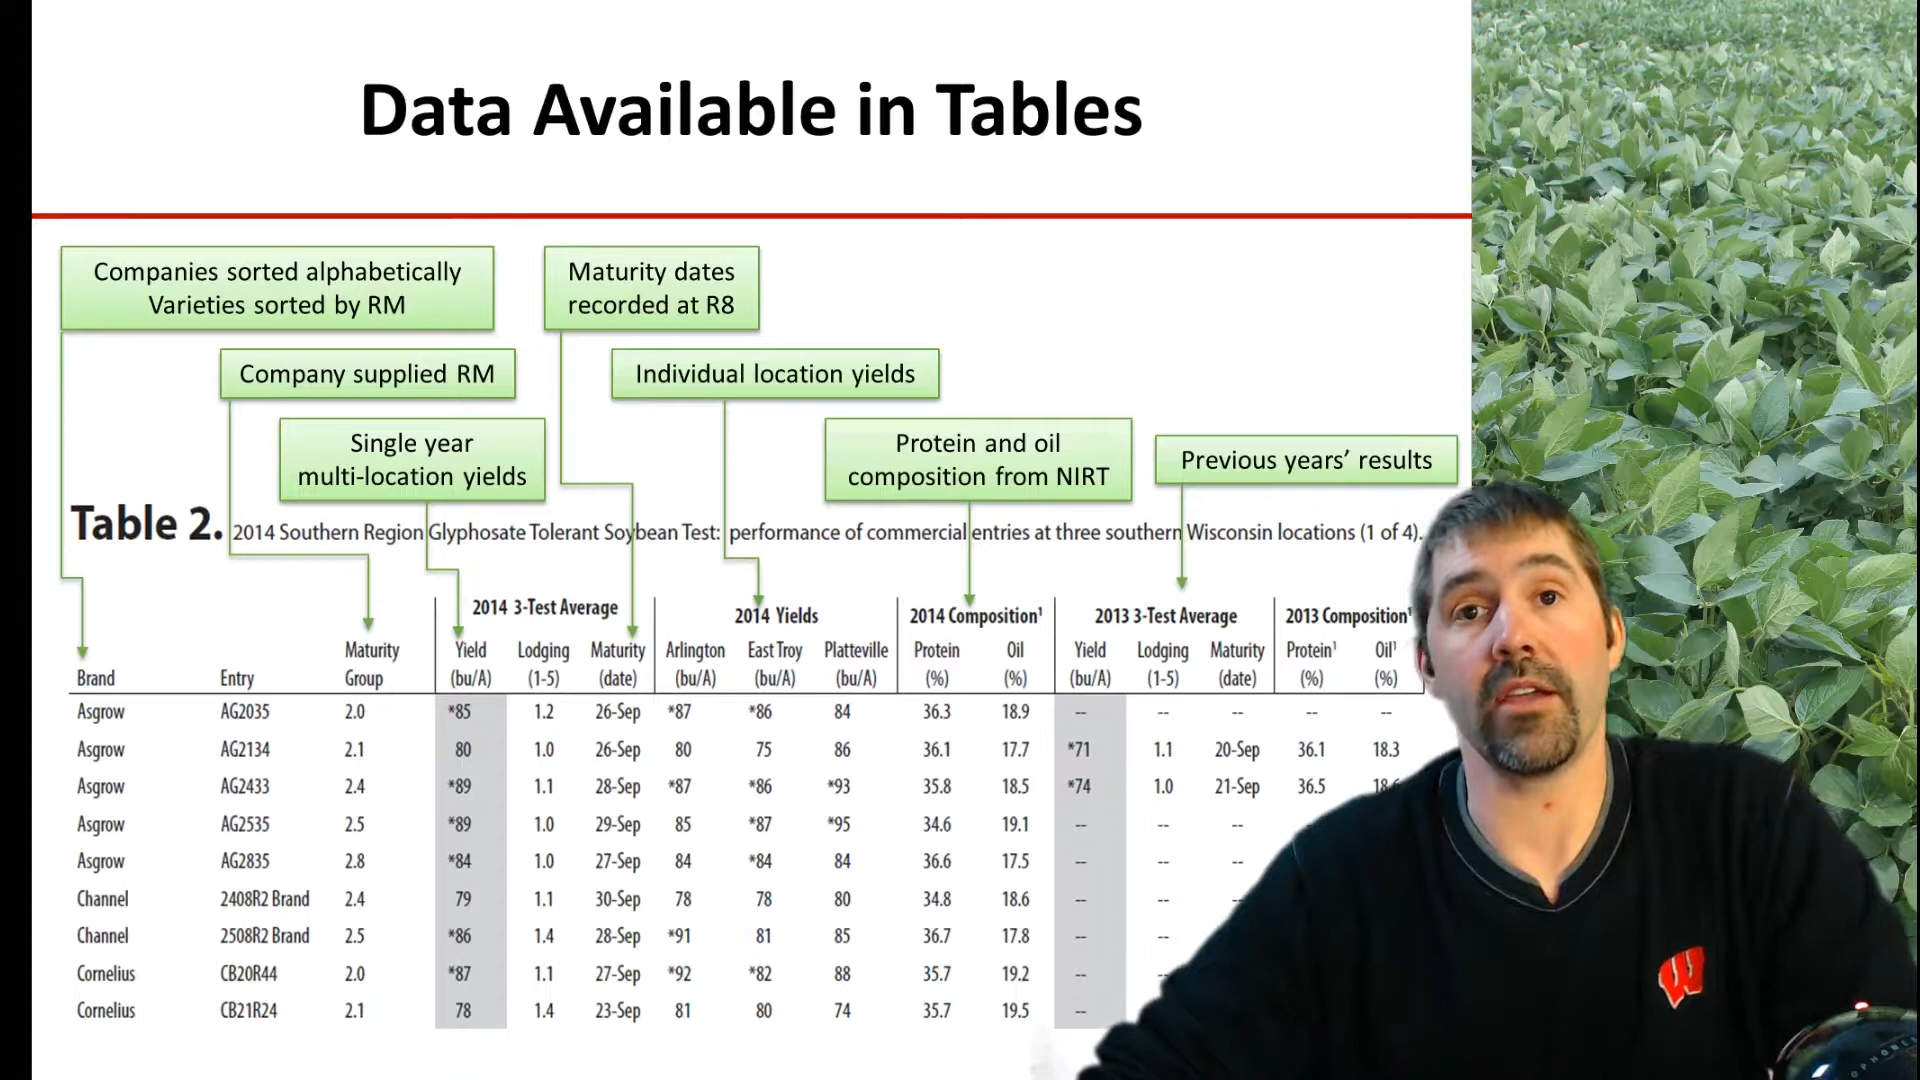 Data Available in Tables
Companies sorted alphabetically
Varieties sorted by RM
Maturity dates
recorded at R8
Company supplied RM
Individual location yields
Single year
multi-location yields
Protein and oil
composition from NIRT
Previous years’ results
Table 2. 2014 Southern Region Glyphosate Tolerant Soybean Test: performance of commercial entries at three southern Wisconsin locations (1 of 4).
2014 3-Test Average 2014 Yields 2014 Composition¹ 2013 3-Test Average 2013 Composition¹
Maturity Yield Lodging Maturity Arlington East Troy Platteville Protein Oil Yield Lodging Maturity Protein¹ Oil¹
Brand Entry Group (bu/A) (1-5) (date) (bu/A) (bu/A) (bu/A) (%) (%) (bu/A) (1-5) (date) (%) (%)
Asgrow AG2035 2.0 *85 1.2 26-Sep *87 *86 84 36.3 18.9 -- -- -- -- --
Asgrow AG2134 2.1 80 1.0 26-Sep 80 75 86 36.1 17.7 *71 1.1 20-Sep 36.1 18.3
Asgrow AG2433 2.4 *89 1.1 28-Sep *87 *86 *93 35.8 18.5 *74 1.0 21-Sep 36.5
Asgrow AG2535 2.5 *89 1.0 29-Sep 85 *87 *95 34.6 19.1 -- -- --
Asgrow AG2835 2.8 *84 1.0 27-Sep 84 *84 84 36.6 17.5 -- -- --
Channel 2408R2 Brand 2.4 79 1.1 30-Sep 78 78 80 34.8 18.6 -- --
Channel 2508R2 Brand 2.5 *86 1.4 28-Sep *91 81 85 36.7 17.8 -- --
Cornelius CB20R44 2.0 *87 1.1 27-Sep *92 *82 88 35.7 19.2 --
Cornelius CB21R24 2.1 78 1.4 23-Sep 81 80 74 35.7 19.5 --
W